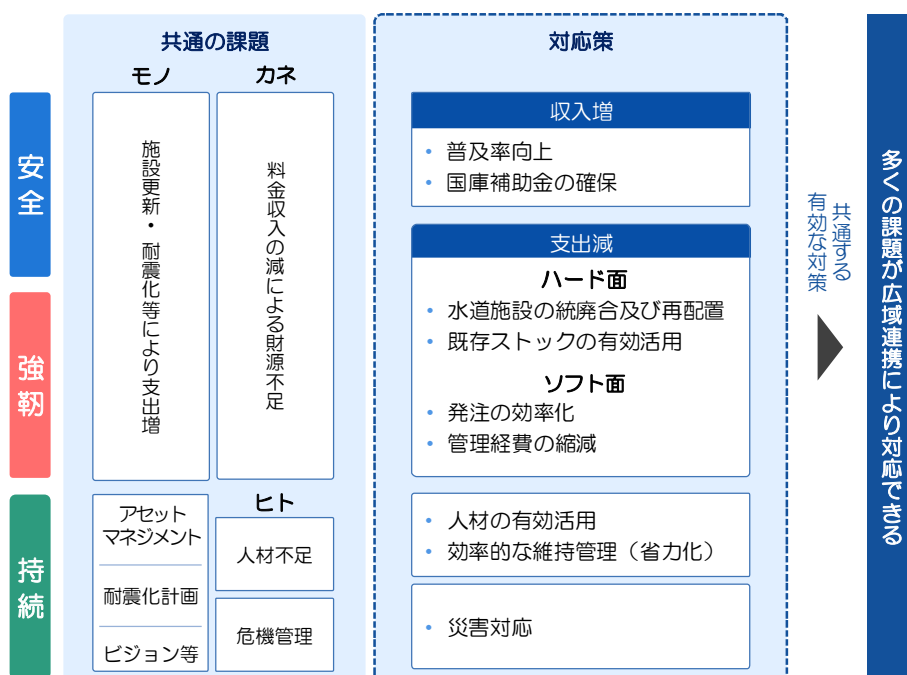 共通の課題
モノ
カネ
安全
強靭
持続
施設更新・耐震化等により支出増
料金収入の減による財源不足
アセット
マネジメント
耐震化計画
ビジョン等
ヒト
人材不足
危機管理
対応策
収入増
・普及率向上
・国庫補助金の確保
支出減
ハード面
・水道施設の統廃合及び再配置
・既存ストックの有効活用
ソフト面
・発注の効率化
・管理経費の縮減
・人材の有効活用
・効率的な維持管理（省力化）
・災害対応
共通する
有効な対策
多くの課題が広域連携により対応できる